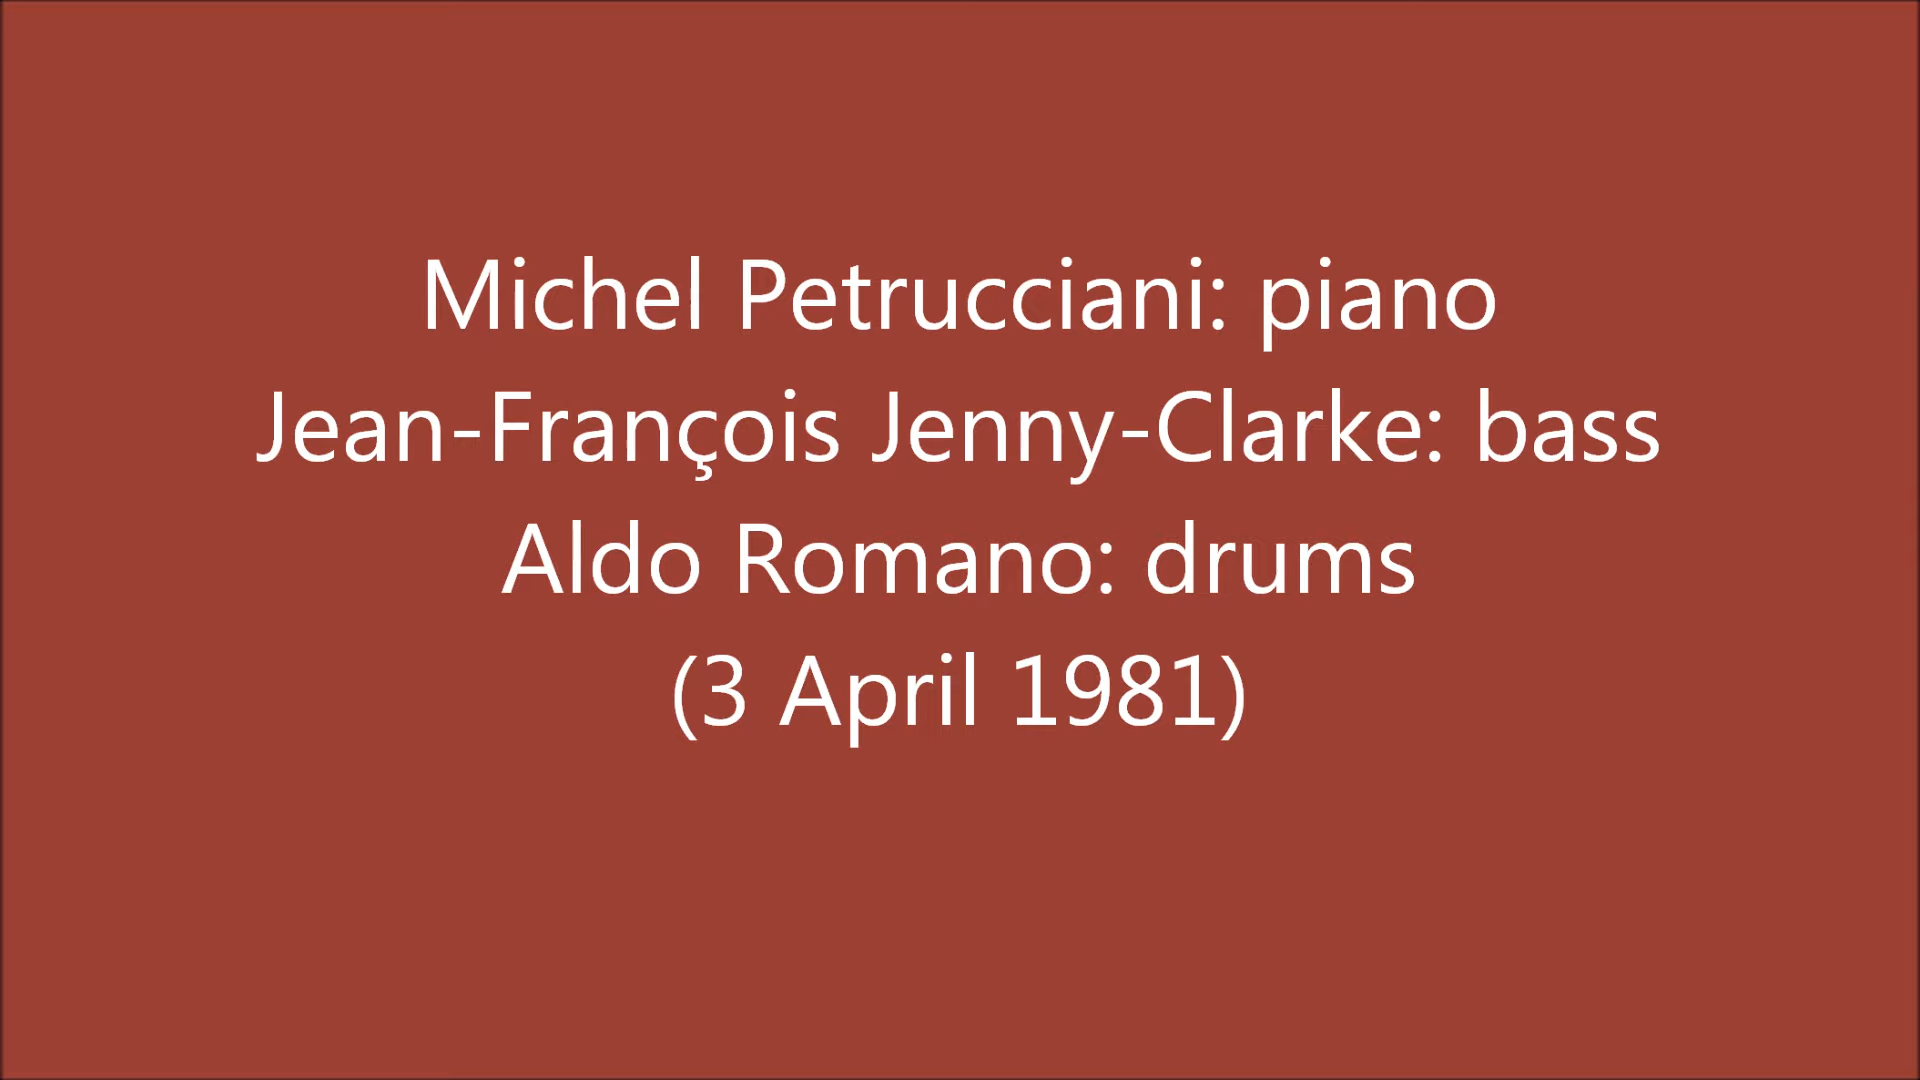 Michel Petrucciani: piano
Jean-François Jenny-Clarke: bass
Aldo Romano: drums
(3 April 1981)